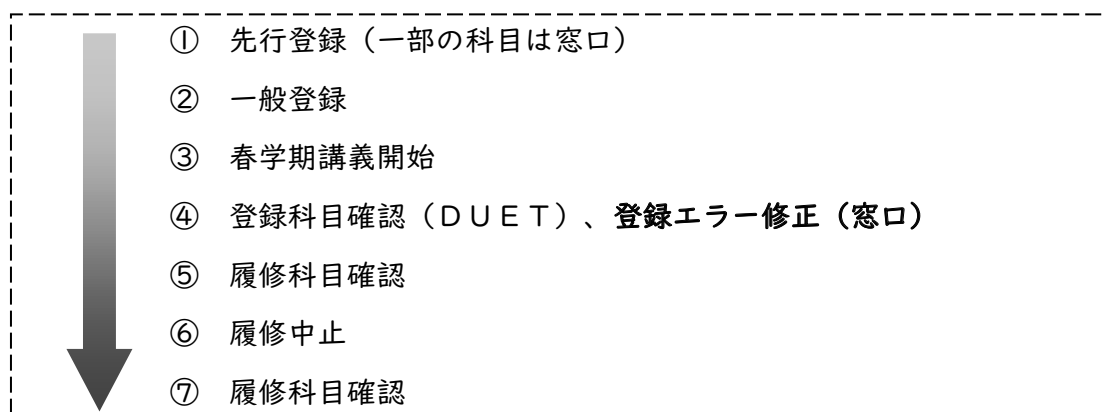 ① 先行登録（一部の科目は窓口）
② 一般登録
③ 春学期講義開始
④ 登録科目確認（ＤＵＥＴ）、登録エラー修正（窓口）
⑤ 履修科目確認
⑥ 履修中止
⑦ 履修科目確認